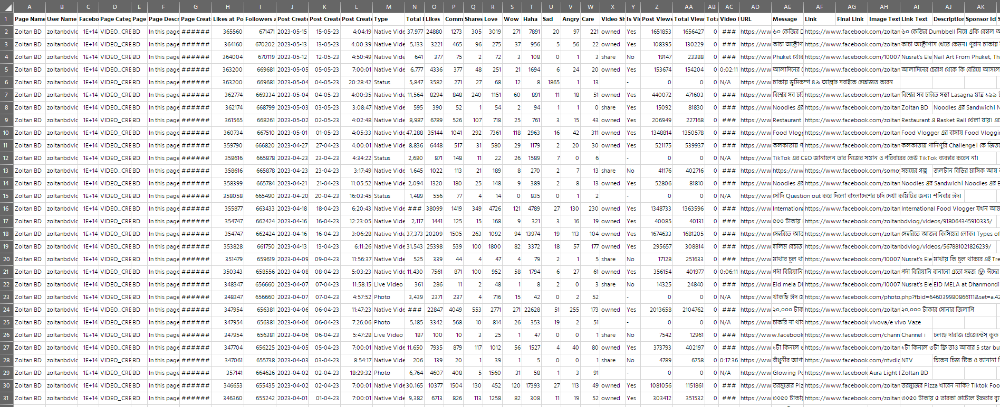 A B C D E F G H I J K L M N O P Q R S T U V W X Y Z AA AB AC AD AE AF AG AH AI AJ AK
1 Page Name User Name Facebo Page Categ Page Page Descr Page Creat Likes at Po Followers a Post Create Post Create Post Create Type Total I Likes Comm Shares Love Wow Haha Sad Angry Care Video Sh Is Vi Post Views Total View Tota Video URL Message Link Final Link Image Text Link Text Description Sponsor Id S
2 Zoltan BD zoltanbdvlo 1E+14 VIDEO_CRE BD In this page ###### 365560 671471 2023-05-15 15-05-23 4:04:19 Native Vide 37,977 24880 1273 305 3019 271 7891 20 97 221 owned Yes 1651853 1656427 0 ### https://ww ৬০ কেজির D https://www.facebook.com/zoltan ৬০ কেজির Dumbbell নিয়ে একি বেহাল অ
3 Zoltan BD zoltanbdvlo 1E+14 VIDEO_CRE BD In this page ###### 364160 670202 2023-05-13 13-05-23 4:00:39 Native Vide 5,133 3221 465 96 275 37 956 5 56 22 owned Yes 108395 130229 0 ### https://ww কাচা অক্টোপ https://www.facebook.com/zoltan কাচা অক্টোপাস খেতে কেমন। পুরান ঢাকায়
4 Zoltan BD zoltanbdvlo 1E+14 VIDEO_CRE BD In this page ###### 364004 670119 2023-05-12 12-05-23 4:50:49 Native Vide 641 377 75 2 72 3 108 0 1 3 share No 19147 23388 0 ### https://ww Phuket থেকে https://www.facebook.com/10007 Nusrat's Ele Nail Art From Phuket, Th
5 Zoltan BD zoltanbdvlo 1E+14 VIDEO_CRE BD In this page ###### 363200 669681 2023-05-05 05-05-23 7:00:01 Native Vide 6,777 4336 377 48 251 21 1694 6 24 20 owned Yes 153674 154204 0 0:02:11 https://ww আলাদিনের https://www.facebook.com/zoltan আলাদিনের চেরাগ থেকে কি বেরিয়ে আসলে
6 Zoltan BD zoltanbdvlo 1E+14 VIDEO_CRE BD In this page ###### 363200 669681 2023-05-04 04-05-23 20:28:42 Status 5,847 3582 271 27 68 12 8 1865 1 13 - 0 0 0 N/A https://ww ঢাকায় ভুমিকম্প ৪.৯ আল্লাহ সবাইকে হেফাজত করেন
7 Zoltan BD zoltanbdvlo 1E+14 VIDEO_CRE BD In this page ###### 362774 669334 2023-05-04 04-05-23 4:00:35 Native Vide 11,564 8294 848 240 1151 60 891 11 18 51 owned Yes 440072 471603 0 ### https://ww বিশ্বের সব চাই https://www.facebook.com/zoltan বিশ্বের সব চাইতে সস্তা Lasagna মাত্র ১৯৯ ট
8 Zoltan BD zoltanbdvlo 1E+14 VIDEO_CRE BD In this page ###### 362174 668799 2023-05-03 03-05-23 3:08:47 Native Vide 595 390 52 1 54 2 94 1 1 0 share Yes 15092 81830 0 ### https://ww Noodles এর https://www.facebook.com/zoltan Zoltan BD Noodles এর Sandwich। N
9 Zoltan BD zoltanbdvlo 1E+14 VIDEO_CRE BD In this page ###### 361565 668261 2023-05-02 02-05-23 4:02:48 Native Vide 8,987 6789 526 107 718 25 761 3 15 43 owned Yes 206949 227168 0 ### https://ww Restaurant https://www.facebook.com/zoltan Restaurant এ Basket Ball খেলা যায়। এ
10 Zoltan BD zoltanbdvlo 1E+14 VIDEO_CRE BD In this page ###### 360734 667510 2023-05-01 01-05-23 4:05:33 Native Vide 47,288 35144 1041 292 7361 118 2963 16 42 311 owned Yes 1348814 1350578 0 ### https://ww Food Vlogg https://www.facebook.com/zoltan Food Vlogger এর বাসায় Food Vloggi
11 Zoltan BD zoltanbdvlo 1E+14 VIDEO_CRE BD In this page ###### 359790 666820 2023-04-27 27-04-23 4:00:01 Native Vide 8,836 6448 517 31 580 29 1179 2 20 30 owned Yes 521175 539937 0 ### https://ww কলকাতায় প https://www.facebook.com/zoltan কলকাতায় পানিপুরি Challenge। কে জিত
12 Zoltan BD zoltanbdvlo 1E+14 VIDEO_CRE BD In this page ###### 358616 665878 2023-04-23 23-04-23 4:34:22 Status 2,680 871 148 11 22 26 1589 7 0 6 - 0 0 0 N/A https://ww TikTok এর CEO জানালেন তার নিজের সন্তান ও পরিবারের কেউ TikTok ব্যবহার করেন না।
13 Zoltan BD zoltanbdvlo 1E+14 VIDEO_CRE BD In this page ###### 358616 665878 2023-04-23 23-04-23 3:17:49 Native Vide 1,645 1022 113 21 189 8 270 2 7 13 share No 41176 402716 0 ### https://ww https://ww https://www.facebook.com/somo সময়ের গল্প জলটান বিডির মাসিক আয়
14 Zoltan BD zoltanbdvlo 1E+14 VIDEO_CRE BD In this page ###### 358399 665784 2023-04-21 21-04-23 11:05:52 Native Vide 2,094 1320 180 25 148 9 389 2 8 13 owned Yes 52806 81810 0 ### https://ww Noodles এর https://www.facebook.com/zoltan Noodles এর Sandwich। Noodles এর B
15 Zoltan BD zoltanbdvlo 1E+14 VIDEO_CRE BD In this page ###### 358058 665490 2023-04-20 20-04-23 16:03:45 Status 1,489 556 77 4 14 0 835 0 1 2 - 0 0 0 N/A https://ww সৌদি Question out করে দিলো বাংলাদেশের চাদঁ দেখা কমিটির জন্য। শনিবার ঈদ।
16 Zoltan BD zoltanbdvlo 1E+14 VIDEO_CRE BD In this page ###### 355877 663433 2023-04-18 18-04-23 6:20:43 Native Vide ### 38099 1419 349 4726 121 4789 27 130 230 owned Yes 1348733 1363596 0 ### https://ww Internationa https://www.facebook.com/zoltan International Food Vlogger যখন আম
17 Zoltan BD zoltanbdvlo 1E+14 VIDEO_CRE BD In this page ###### 354747 662424 2023-04-16 16-04-23 12:23:05 Native Vide 2,117 1441 125 15 168 9 321 3 16 19 owned Yes 40085 40131 0 ### https://ww ৫০০ টাকায় https://www.facebook.com/zoltanbdvlog/videos/918064345910335/
18 Zoltan BD zoltanbdvlo 1E+14 VIDEO_CRE BD In this page ###### 354747 662424 2023-04-16 16-04-23 3:06:28 Native Vide 37,373 20209 1505 263 1092 94 13974 19 113 104 owned Yes 1674633 1681205 0 ### https://ww সেহরিতে আজ https://www.facebook.com/zoltan সেহরিতে আজব কিসিমের লোক। Types of
19 Zoltan BD zoltanbdvlo 1E+14 VIDEO_CRE BD In this page ###### 353828 661750 2023-04-13 13-04-23 6:11:26 Native Vide 31,543 25398 539 100 1800 82 3372 18 57 177 owned Yes 295657 308814 0 ### https://ww হালিম বেচতে https://www.facebook.com/zoltanbdvlog/videos/567881021826239/
20 Zoltan BD zoltanbdvlo 1E+14 VIDEO_CRE BD In this page ###### 351479 659619 2023-04-09 09-04-23 11:56:37 Native Vide 525 339 44 4 47 4 79 2 1 5 share No 17128 251633 0 ### https://ww মাথার চুল থা https://www.facebook.com/10007 Nusrat's Ele মাথায় কি চুল থাকবে এই Tre
21 Zoltan BD zoltanbdvlo 1E+14 VIDEO_CRE BD In this page ###### 350343 658556 2023-04-08 08-04-23 5:03:23 Native Vide 11,430 7561 871 100 952 58 1794 6 27 61 owned Yes 356154 401977 0 0:06:11 https://ww পর্দা বিরিয়ানি https://www.facebook.com/zoltan পর্দা বিরিয়ানি বানানো এতো সহজ 😲 ঈদের
22 Zoltan BD zoltanbdvlo 1E+14 VIDEO_CRE BD In this page ###### 348347 656660 2023-04-07 07-04-23 11:58:15 Live Video 361 286 11 2 48 1 8 2 0 3 share No 14325 24840 0 ### https://ww Eid mela Dh https://www.facebook.com/10007 Nusrat's Ele EID MELA at Dhanmondi
23 Zoltan BD zoltanbdvlo 1E+14 VIDEO_CRE BD In this page ###### 348347 656660 2023-04-07 07-04-23 4:57:52 Photo 3,439 2371 237 4 716 15 42 0 2 52 - 0 0 0 N/A https://ww থাকছি ঈদ মে https://www.facebook.com/photo.php?fbid=646039980866111&set=a.42
24 Zoltan BD zoltanbdvlo 1E+14 VIDEO_CRE BD In this page ###### 347954 656381 2023-04-06 06-04-23 11:47:23 Native Vide ### 22847 4049 553 2771 271 22628 51 255 173 owned Yes 2013658 2104762 0 ### https://ww ২০,০০০ টাক https://www.facebook.com/zoltan ২০,০০০ টাকার সোনার জিলাপি
25 Zoltan BD zoltanbdvlo 1E+14 VIDEO_CRE BD In this page ###### 347954 656381 2023-04-06 06-04-23 7:26:06 Photo 5,185 3342 568 10 814 26 353 19 2 51 - 0 0 0 N/A https://ww চাকরি না থাক https://www.facebook vivova/e vivo Vaze
26 Zoltan BD zoltanbdvlo 1E+14 VIDEO_CRE BD In this page ###### 347954 656381 2023-04-06 06-04-23 5:47:28 Live Video 187 100 10 3 25 1 47 0 0 1 share No 7542 12961 0 ### https://www.facebook https://www.facebook.com/chann Channel i চলছে দারাজ প্রেজেন্টেস্ কুক
27 Zoltan BD zoltanbdvlo 1E+14 VIDEO_CRE BD In this page ###### 347704 656225 2023-04-05 05-04-23 7:00:01 Native Vide 11,650 7935 879 117 1012 56 1527 4 40 80 owned Yes 373793 402197 0 ### https://ww ১টা কিনলে ৩ https://www.facebook.com/zoltan ১টা কিনলে ৩টা ফ্রি তাও আবার 5 star bu
28 Zoltan BD zoltanbdvlo 1E+14 VIDEO_CRE BD In this page ###### 347061 655738 2023-04-03 03-04-23 8:54:17 Native Vide 206 139 20 1 39 1 5 0 0 1 share No 4789 6758 0 0:17:36 https://ww রাঁধুনীর আপ https://www.facebook.com/ntvdig NTV চিকেন চিজ স্টিক ও ব্যানানা
29 Zoltan BD zoltanbdvlo 1E+14 VIDEO_CRE BD In this page ###### 357141 664626 2023-04-02 02-04-23 18:29:32 Photo 6,764 4607 408 5 1560 31 58 1 3 91 - 0 0 0 N/A https://ww Glowing Po https://www.facebook Aura Light Zoltan BD
30 Zoltan BD zoltanbdvlo 1E+14 VIDEO_CRE BD In this page ###### 346653 655435 2023-04-02 02-04-23 7:00:01 Native Vide 30,165 10377 1504 130 452 120 17393 27 113 49 owned Yes 1081056 1151861 0 ### https://ww তরমুজের Piz https://www.facebook.com/zoltan তরমুজের Pizza খাবেন নাকি? Tiktok Foo
31 Zoltan BD zoltanbdvlo 1E+14 VIDEO_CRE BD In this page ###### 346360 655242 2023-04-01 01-04-23 7:00:01 Native Vide 9,382 6713 826 113 1258 82 308 11 19 52 owned Yes 303412 351532 0 ### https://ww ৩০৫০ টাকায় https://www.facebook.com/zoltan ৩০৫০ টাকায় ৫ তারকা হোটেলে ইফতার বু